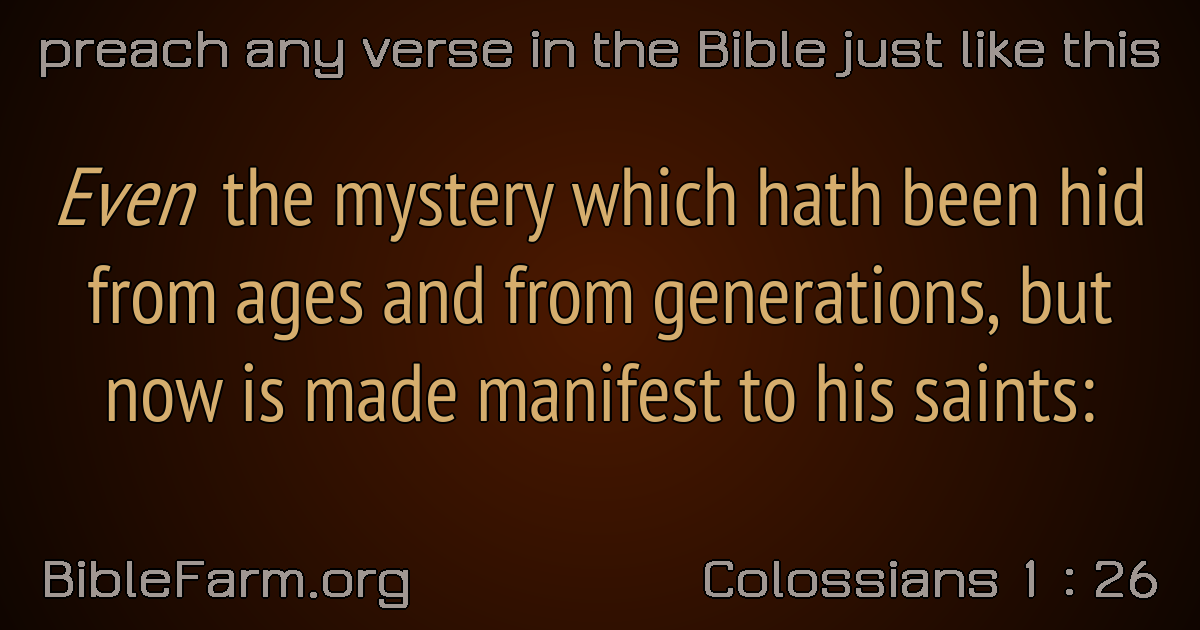 preach any verse in the Bible just like this
Even the mystery which hath been hid
from ages and from generations, but
now is made manifest to his saints:
BibleFarm.org
Colossians 1 : 26